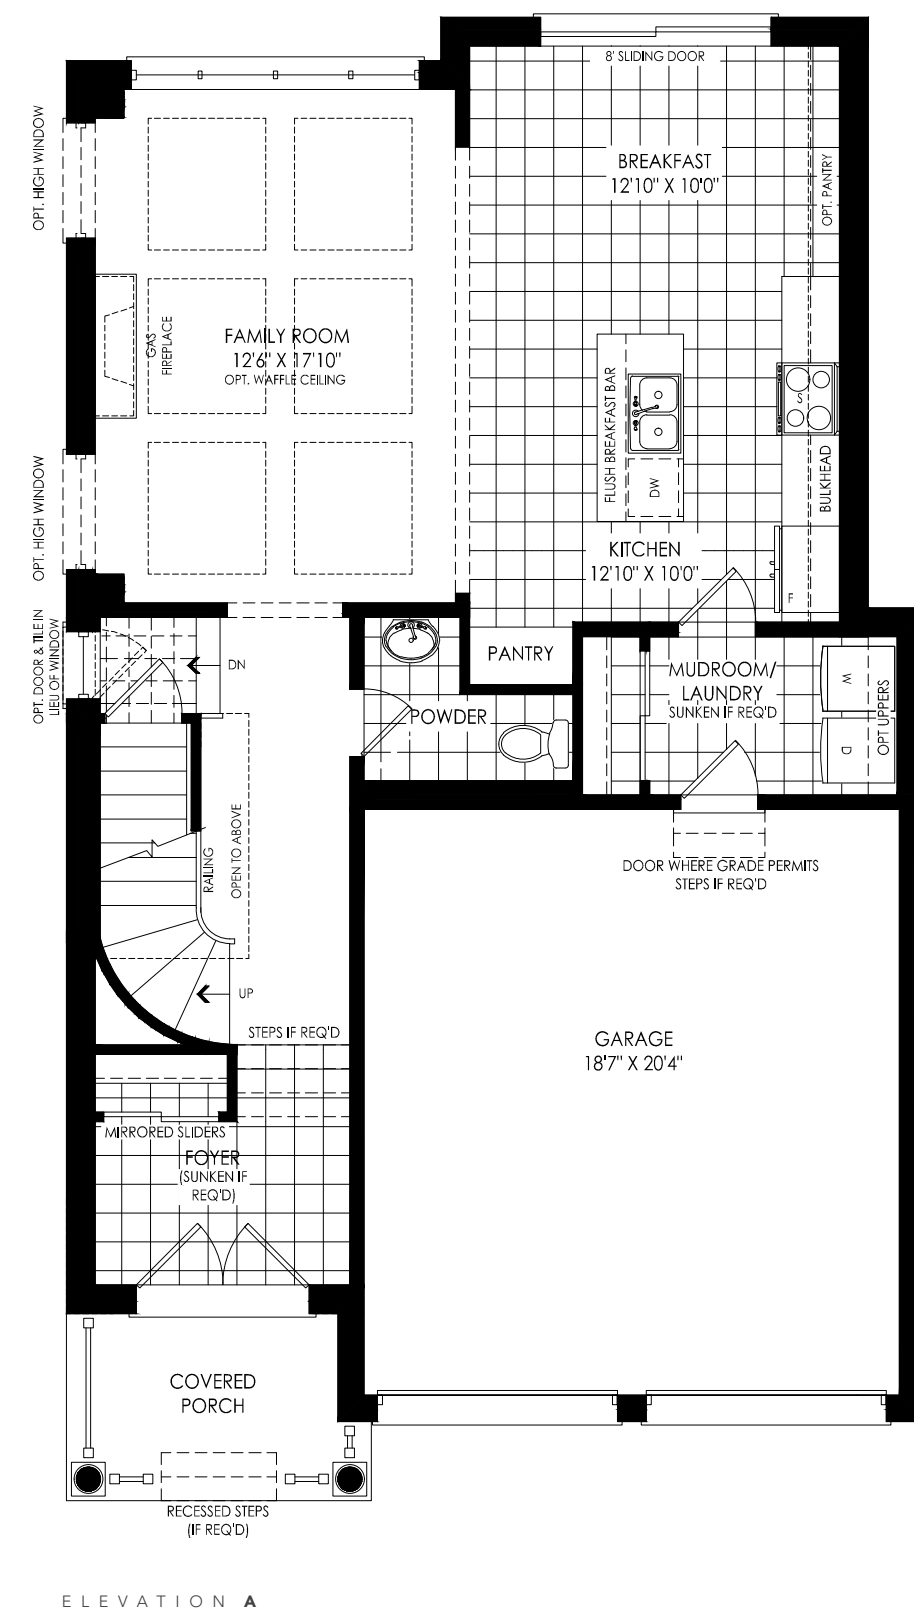 8' SLIDING DOOR
OPT. HIGH WINDOW
BREAKFAST
12'10" X 10'0"
OPT. PANTRY
FAMILY ROOM
12'6" X 17'10"
OPT. WAFFLE CEILING
GAS
FIREPLACE
FLUSH BREAKFAST BAR
S
DW
BULKHEAD
OPT. HIGH WINDOW
KITCHEN
12'10" X 10'0"
F
OPT. DOOR & TILE IN
LIEU OF WINDOW
DN
PANTRY
MUDROOM/
LAUNDRY
SUNKEN IF REQ'D
W
D
OPT UPPERS
POWDER
RAILING
OPEN TO ABOVE
DOOR WHERE GRADE PERMITS
STEPS IF REQ'D
UP
STEPS IF REQ'D
GARAGE
18'7" X 20'4"
MIRRORED SLIDERS
FOYER
(SUNKEN IF
REQ'D)
COVERED
PORCH
RECESSED STEPS
(IF REQ'D)
ELEVATION A